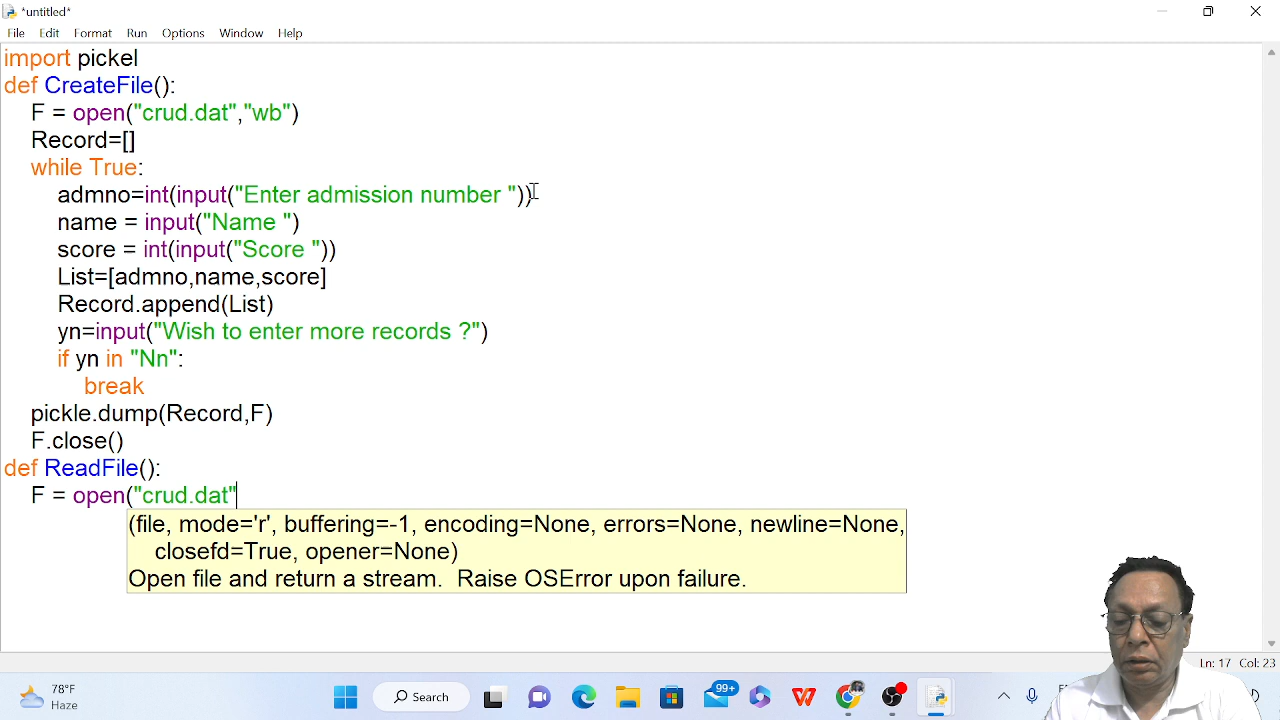 *untitled*
File Edit Format Run Options Window Help
import pickel
def CreateFile():
F = open("crud.dat","wb")
Record=[]
while True:
admno=int(input("Enter admission number "))
name = input("Name ")
score = int(input("Score "))
List=[admno,name,score]
Record.append(List)
yn=input("Wish to enter more records ?")
if yn in "Nn":
break
pickle.dump(Record,F)
F.close()
def ReadFile():
F = open("crud.dat"
(file, mode='r', buffering=-1, encoding=None, errors=None, newline=None,
closefd=True, opener=None)
Open file and return a stream. Raise OSError upon failure.
Ln: 17 Col: 23
78°F
Haze
Search
99+